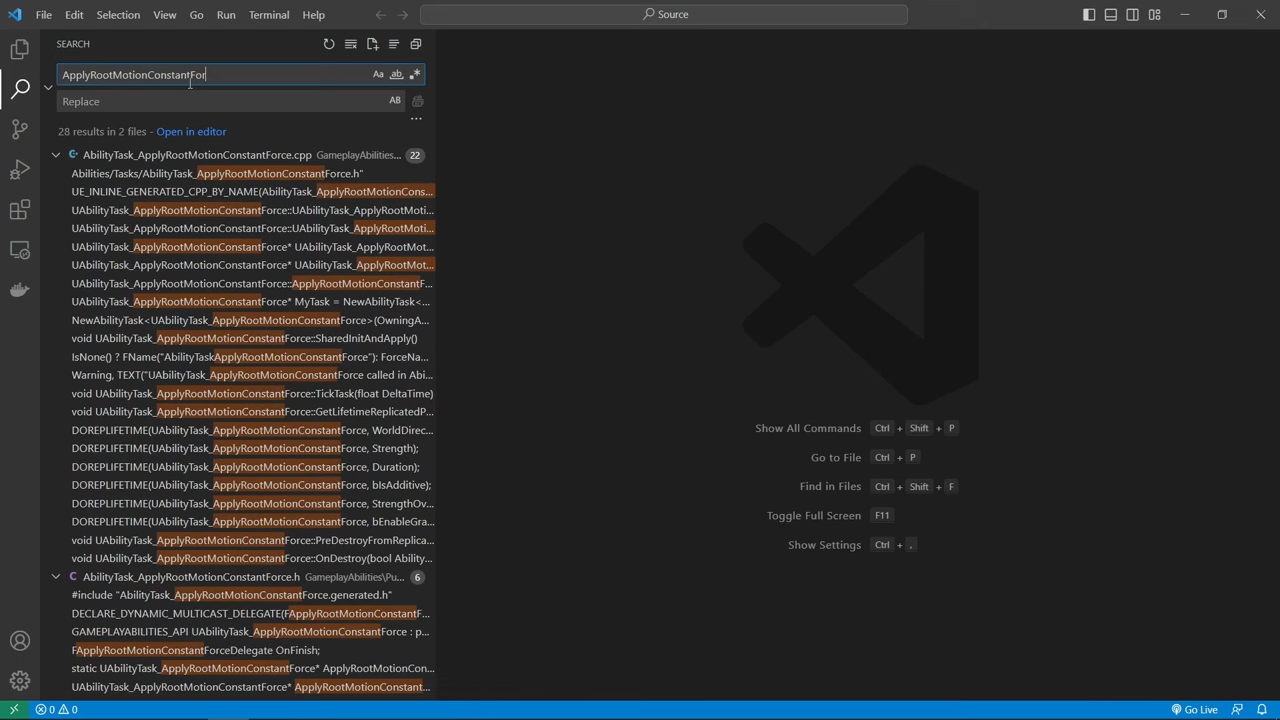 File Edit Selection View Go Run Terminal Help
Source
SEARCH
ApplyRootMotionConstantFor
Aa ab
Replace
AB
28 results in 2 files - Open in editor
AbilityTask_ApplyRootMotionConstantForce.cpp GameplayAbilities... 22
Abilities/Tasks/AbilityTask_ApplyRootMotionConstantForce.h"
UE_INLINE_GENERATED_CPP_BY_NAME(AbilityTask_ApplyRootMotionCons...
UAbilityTask_ApplyRootMotionConstantForce::UAbilityTask_ApplyRootMoti...
UAbilityTask_ApplyRootMotionConstantForce::UAbilityTask_ApplyRootMoti...
UAbilityTask_ApplyRootMotionConstantForce* UAbilityTask_ApplyRootMot...
UAbilityTask_ApplyRootMotionConstantForce* UAbilityTask_ApplyRootMot...
UAbilityTask_ApplyRootMotionConstantForce::ApplyRootMotionConstantF...
UAbilityTask_ApplyRootMotionConstantForce* MyTask = NewAbilityTask<...
NewAbilityTask<UAbilityTask_ApplyRootMotionConstantForce>(OwningA...
void UAbilityTask_ApplyRootMotionConstantForce::SharedInitAndApply()
IsNone() ? FName("AbilityTaskApplyRootMotionConstantForce"): ForceNa...
Warning, TEXT("UAbilityTask_ApplyRootMotionConstantForce called in Abi...
void UAbilityTask_ApplyRootMotionConstantForce::TickTask(float DeltaTime)
void UAbilityTask_ApplyRootMotionConstantForce::GetLifetimeReplicatedP...
DOREPLIFETIME(UAbilityTask_ApplyRootMotionConstantForce, WorldDirec...
DOREPLIFETIME(UAbilityTask_ApplyRootMotionConstantForce, Strength);
DOREPLIFETIME(UAbilityTask_ApplyRootMotionConstantForce, Duration);
DOREPLIFETIME(UAbilityTask_ApplyRootMotionConstantForce, bIsAdditive);
DOREPLIFETIME(UAbilityTask_ApplyRootMotionConstantForce, StrengthOv...
DOREPLIFETIME(UAbilityTask_ApplyRootMotionConstantForce, bEnableGra...
void UAbilityTask_ApplyRootMotionConstantForce::PreDestroyFromReplica...
void UAbilityTask_ApplyRootMotionConstantForce::OnDestroy(bool Ability...
AbilityTask_ApplyRootMotionConstantForce.h GameplayAbilities\Pu... 6
#include "AbilityTask_ApplyRootMotionConstantForce.generated.h"
DECLARE_DYNAMIC_MULTICAST_DELEGATE(FApplyRootMotionConstantF...
GAMEPLAYABILITIES_API UAbilityTask_ApplyRootMotionConstantForce : p...
FApplyRootMotionConstantForceDelegate OnFinish;
static UAbilityTask_ApplyRootMotionConstantForce* ApplyRootMotionCon...
UAbilityTask_ApplyRootMotionConstantForce* ApplyRootMotionConstant...
Show All Commands Ctrl + Shift + P
Go to File Ctrl + P
Find in Files Ctrl + Shift + F
Toggle Full Screen F11
Show Settings Ctrl + ,
0 0
Go Live